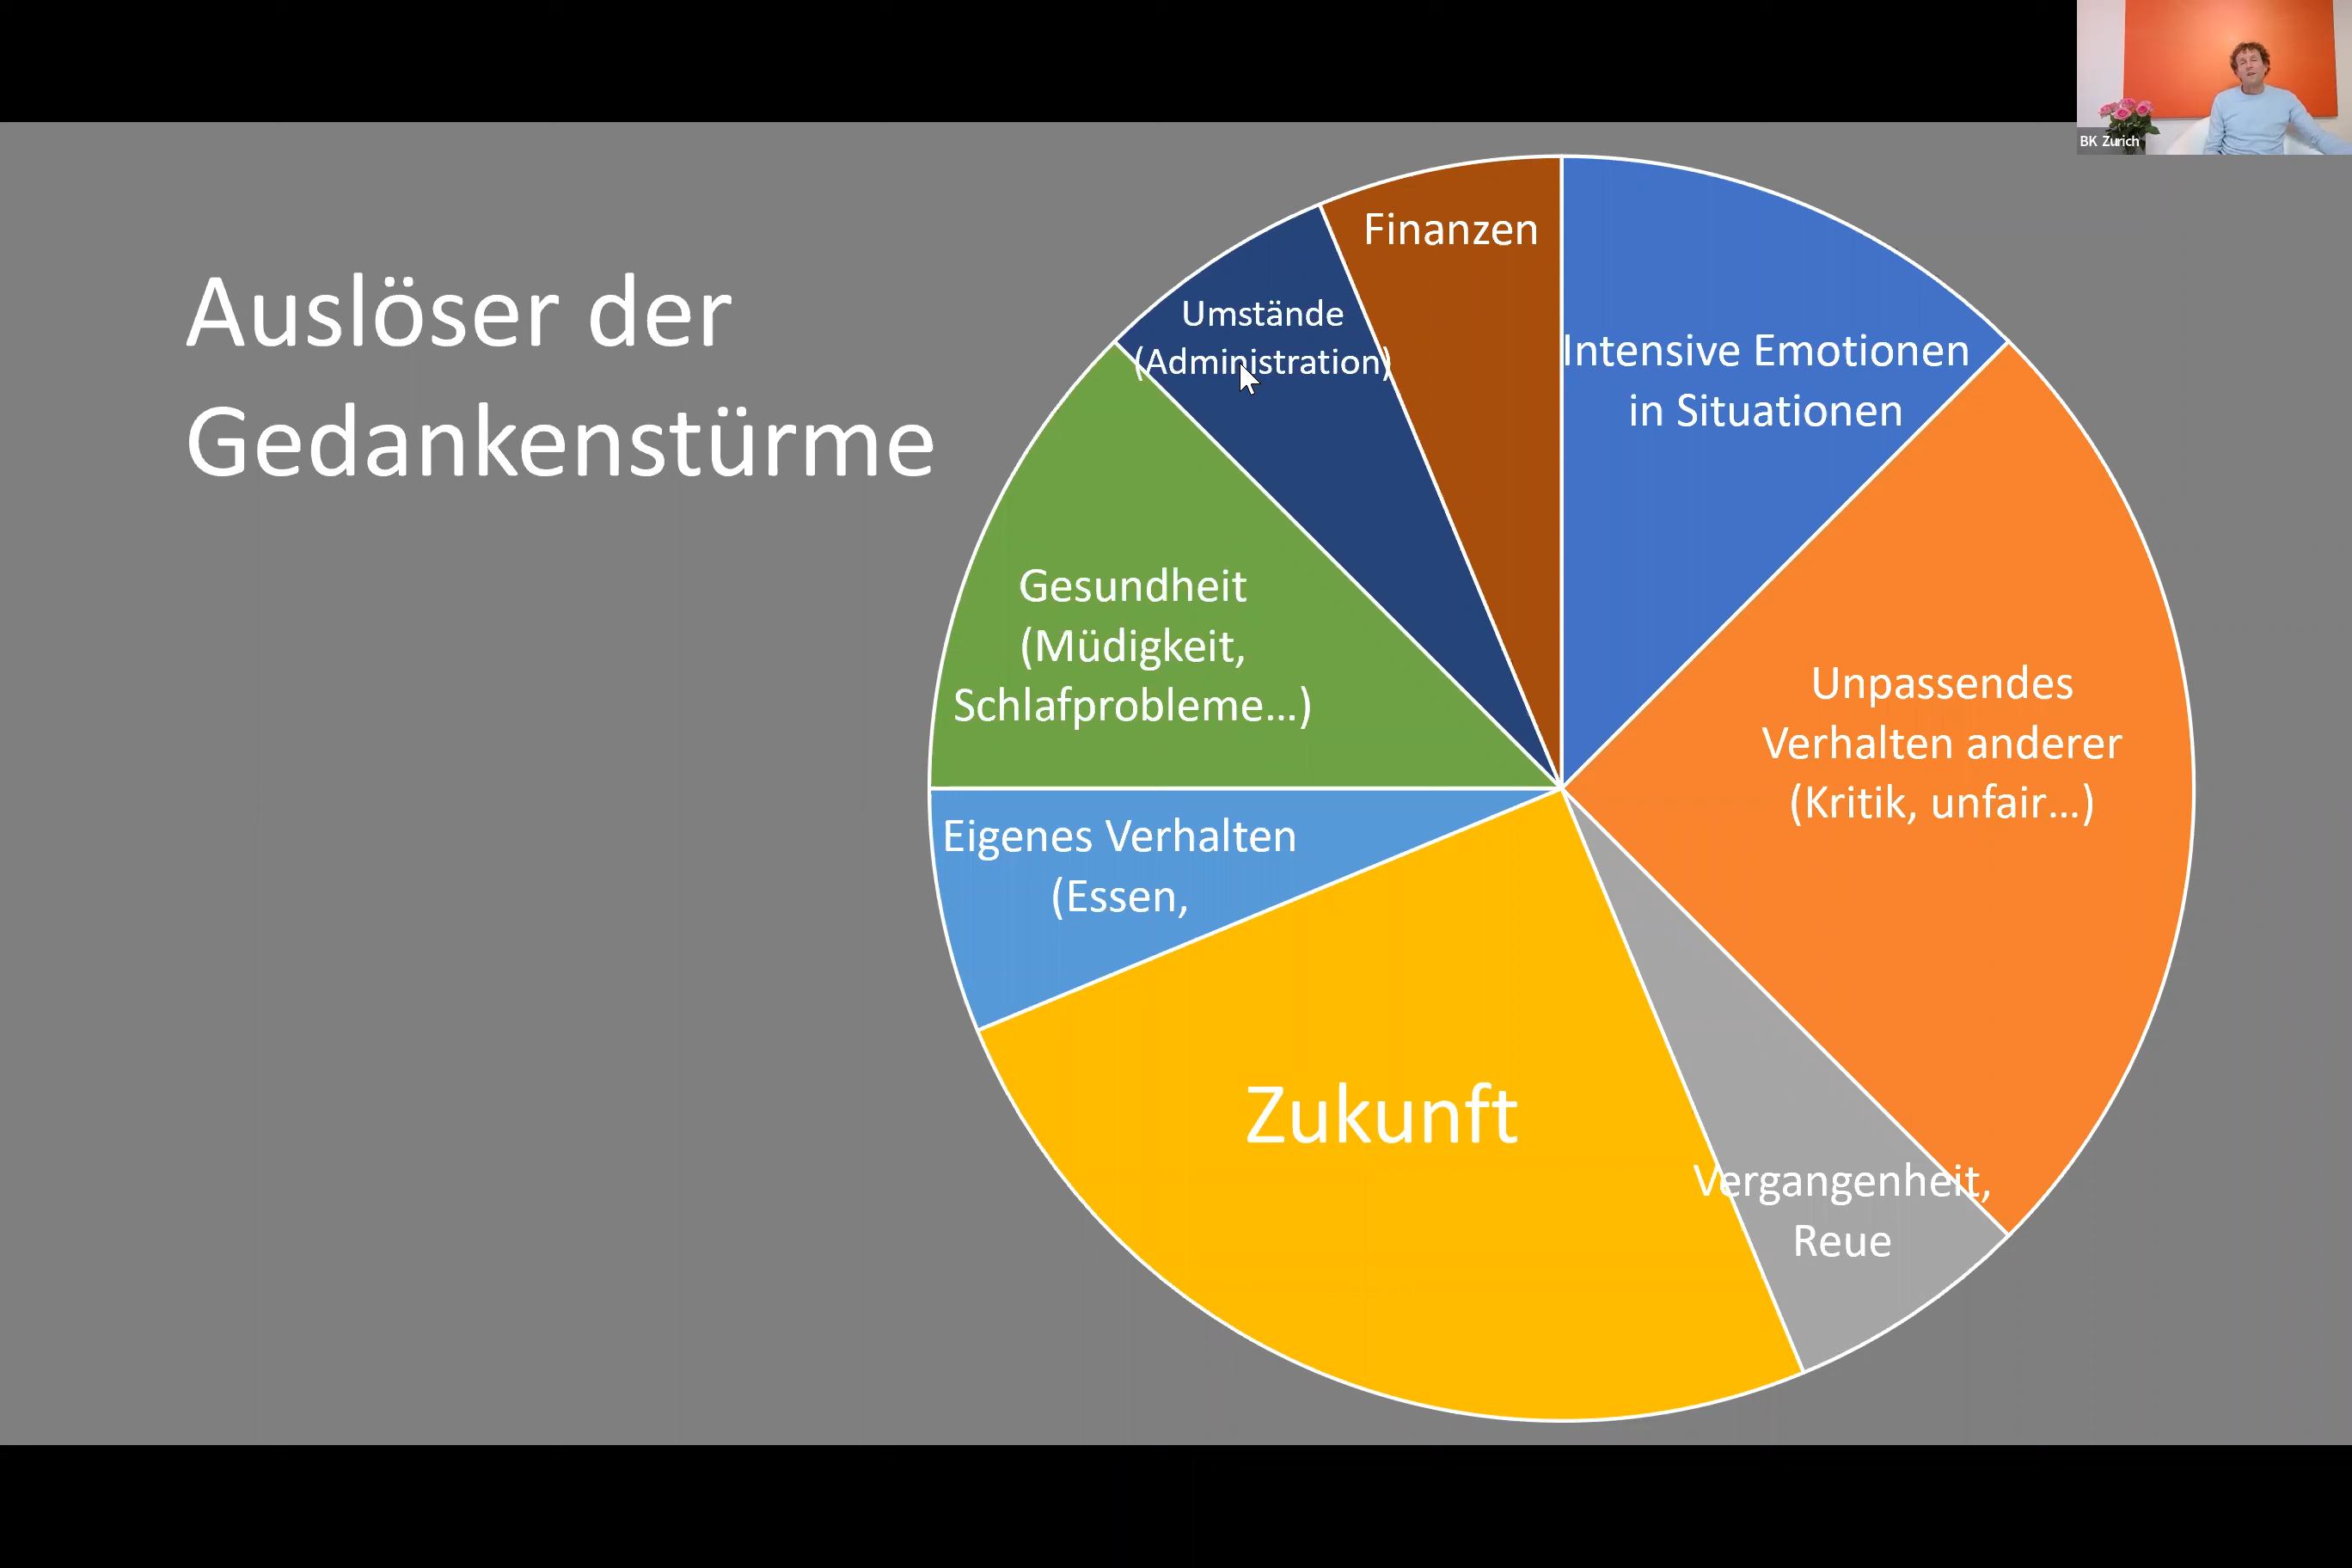 BK Zurich
Auslöser der
Gedankenstürme
Finanzen
Umstände
(Administration)
Intensive Emotionen
in Situationen
Gesundheit
(Müdigkeit,
Schlafprobleme...)
Unpassendes
Verhalten anderer
(Kritik, unfair...)
Eigenes Verhalten
(Essen,
Zukunft
Vergangenheit,
Reue